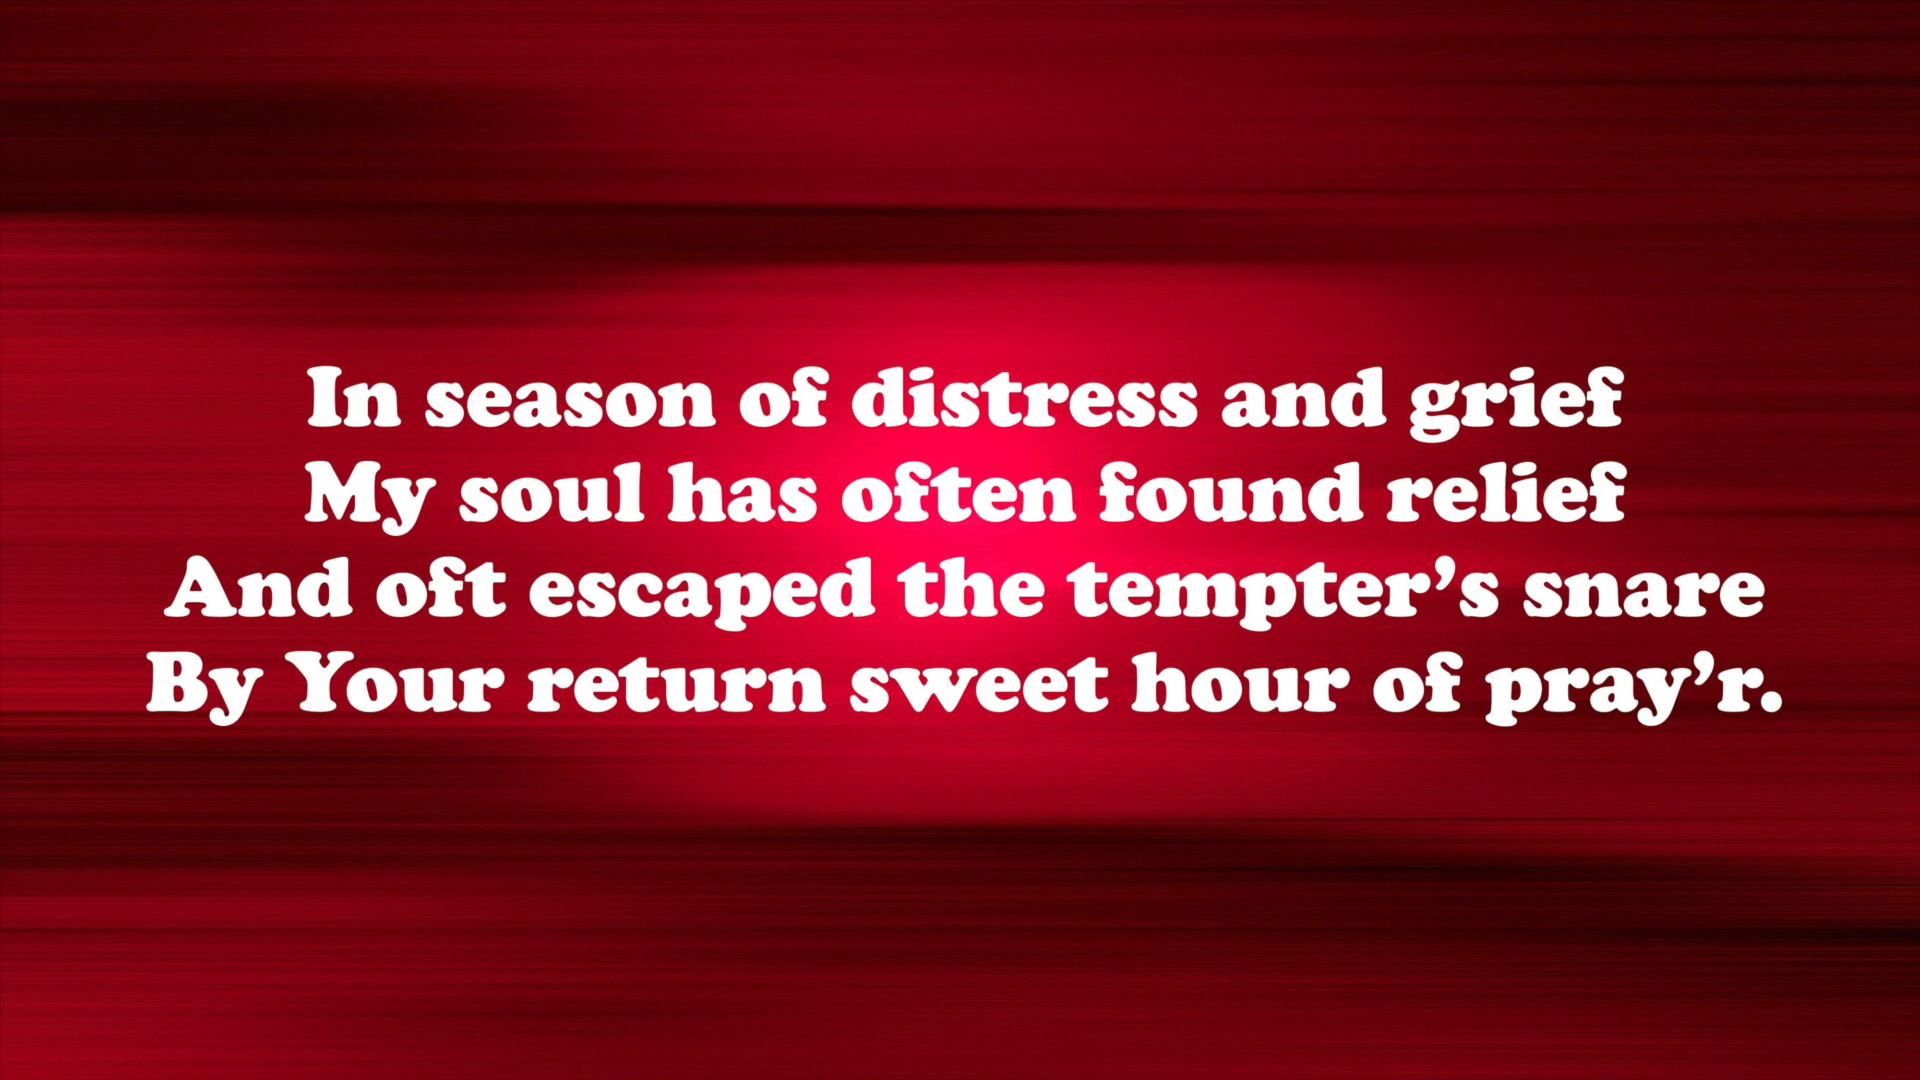 In season of distress and grief
My soul has often found relief
And oft escaped the tempter’s snare
By Your return sweet hour of pray’r.